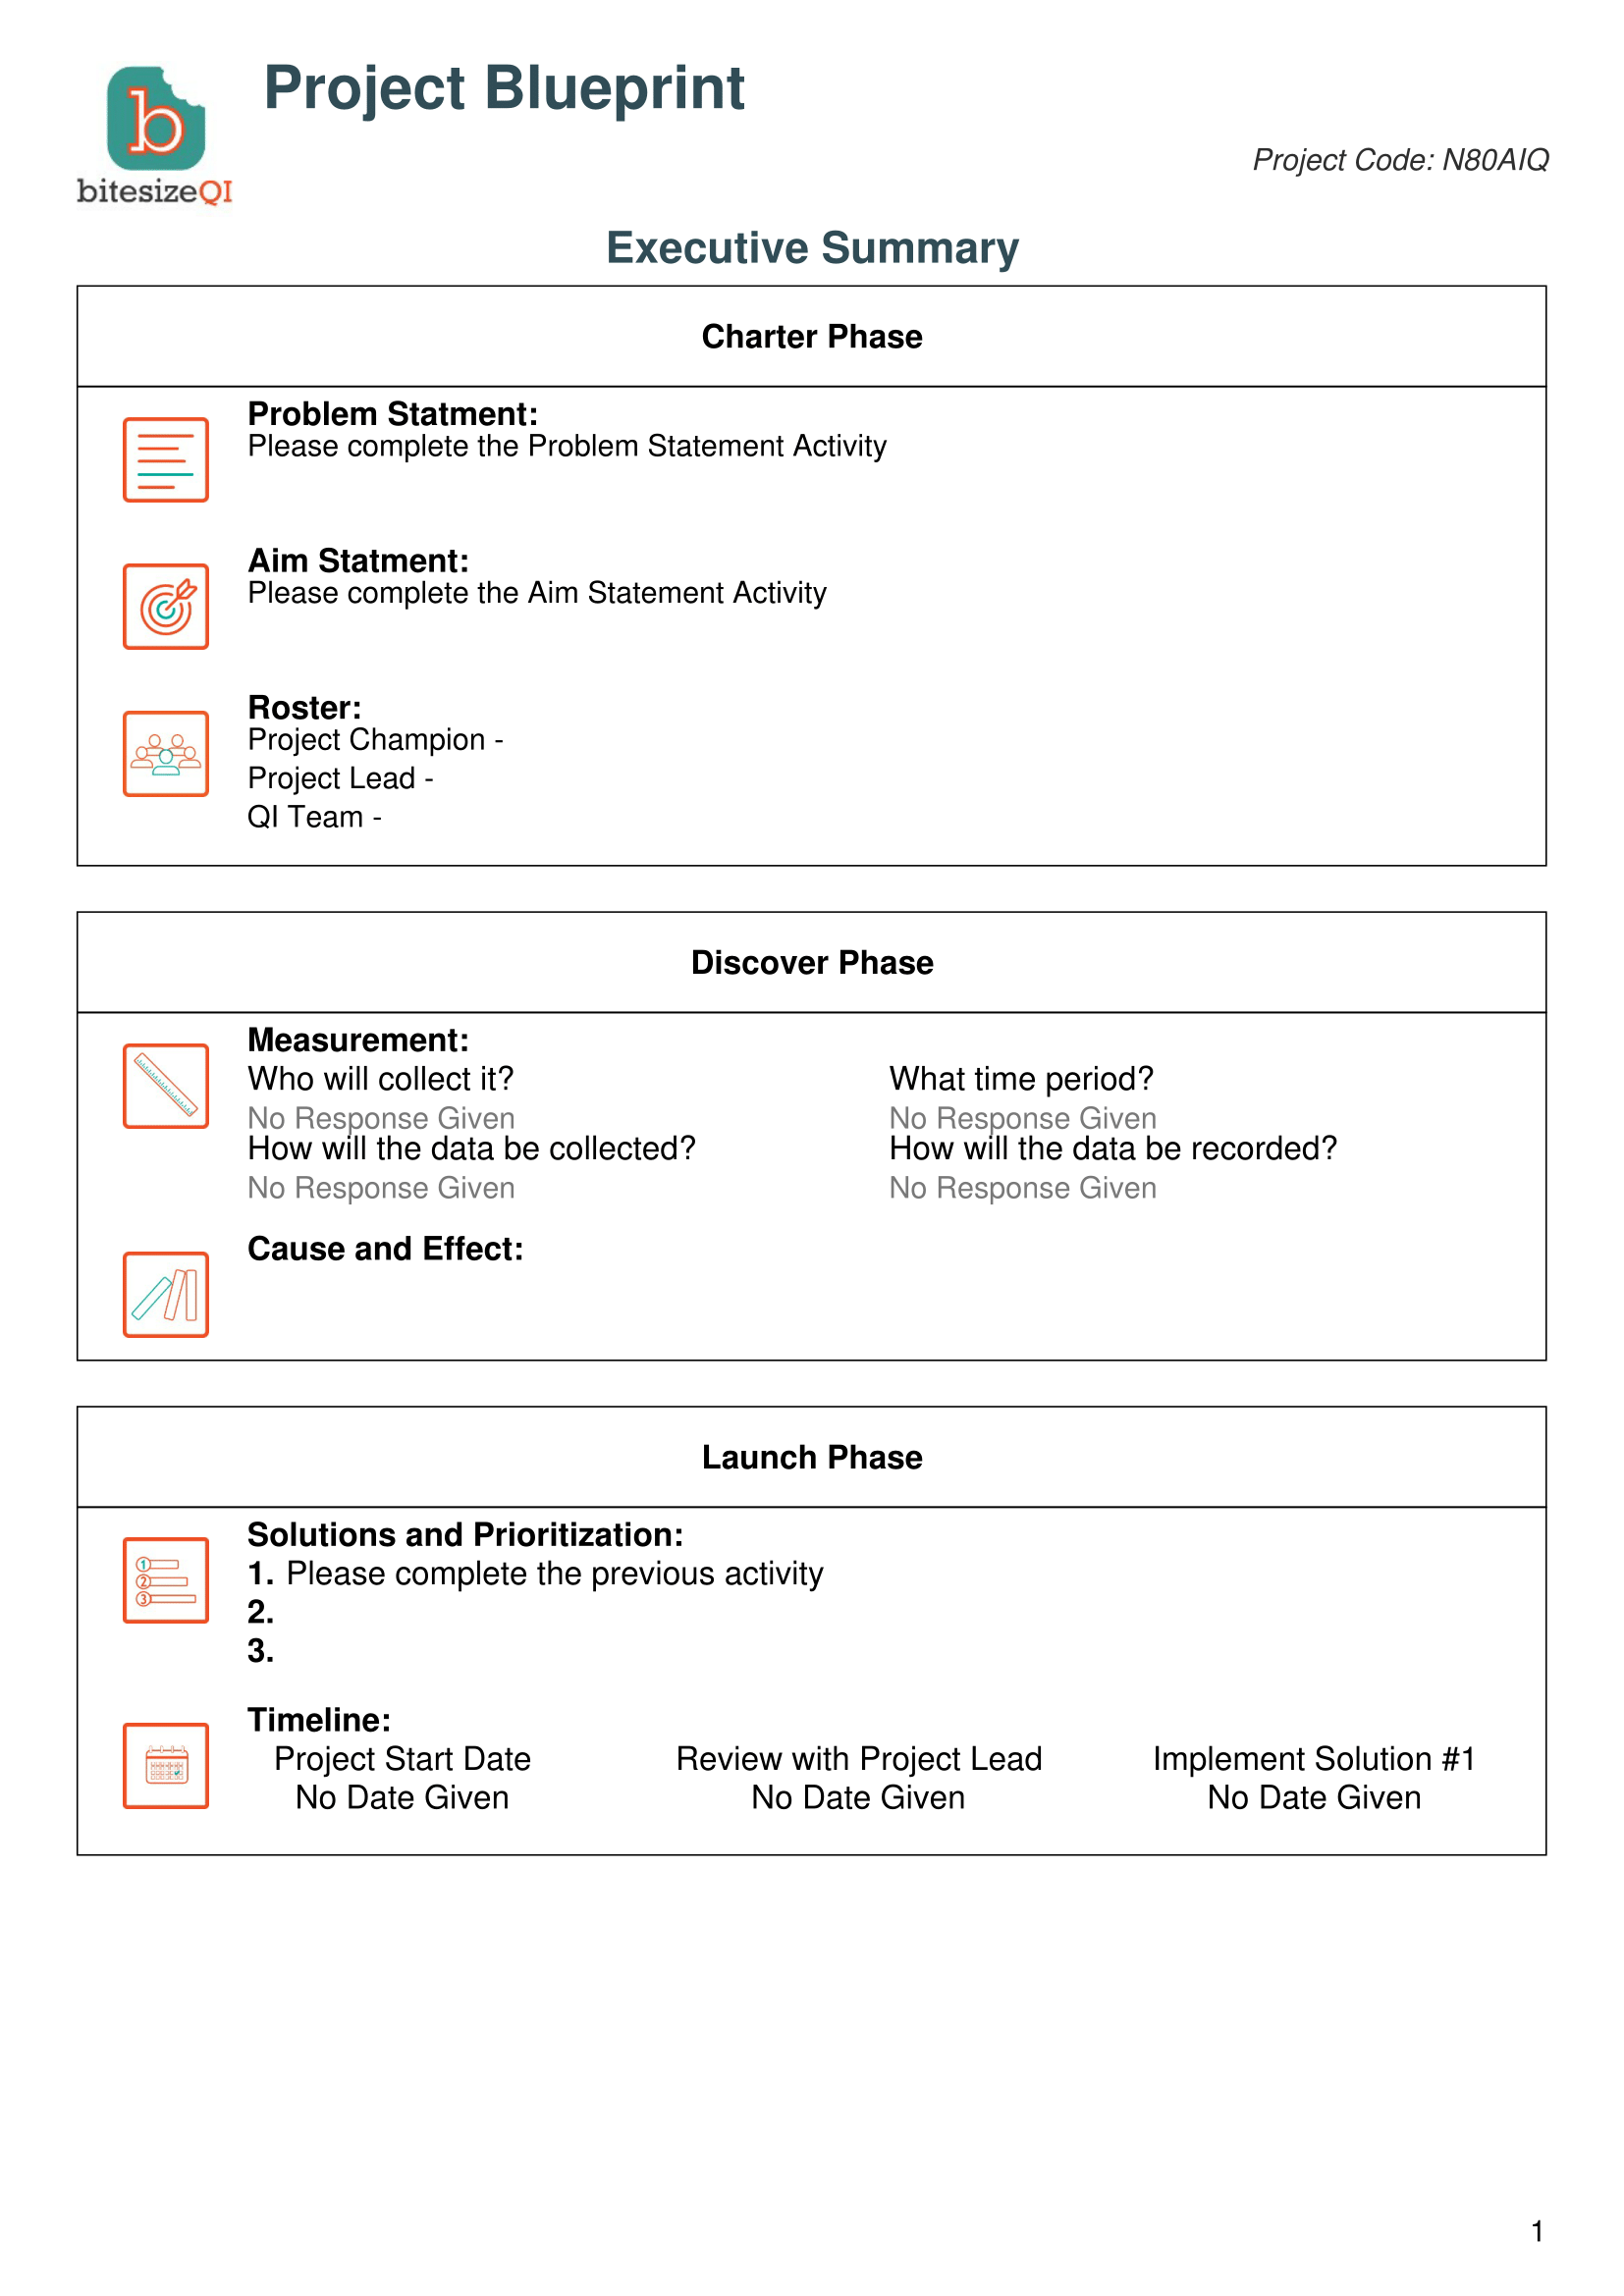 Project Blueprint
bitesizeQI
Project Code: N80AIQ
Executive Summary
Charter Phase
Problem Statment:
Please complete the Problem Statement Activity
Aim Statment:
Please complete the Aim Statement Activity
Roster:
Project Champion -
Project Lead -
QI Team -
Discover Phase
Measurement:
Who will collect it? What time period?
No Response Given No Response Given
How will the data be collected? How will the data be recorded?
No Response Given No Response Given
Cause and Effect:
Launch Phase
Solutions and Prioritization:
1. Please complete the previous activity
2.
3.
Timeline:
Project Start Date Review with Project Lead Implement Solution #1
No Date Given No Date Given No Date Given
1